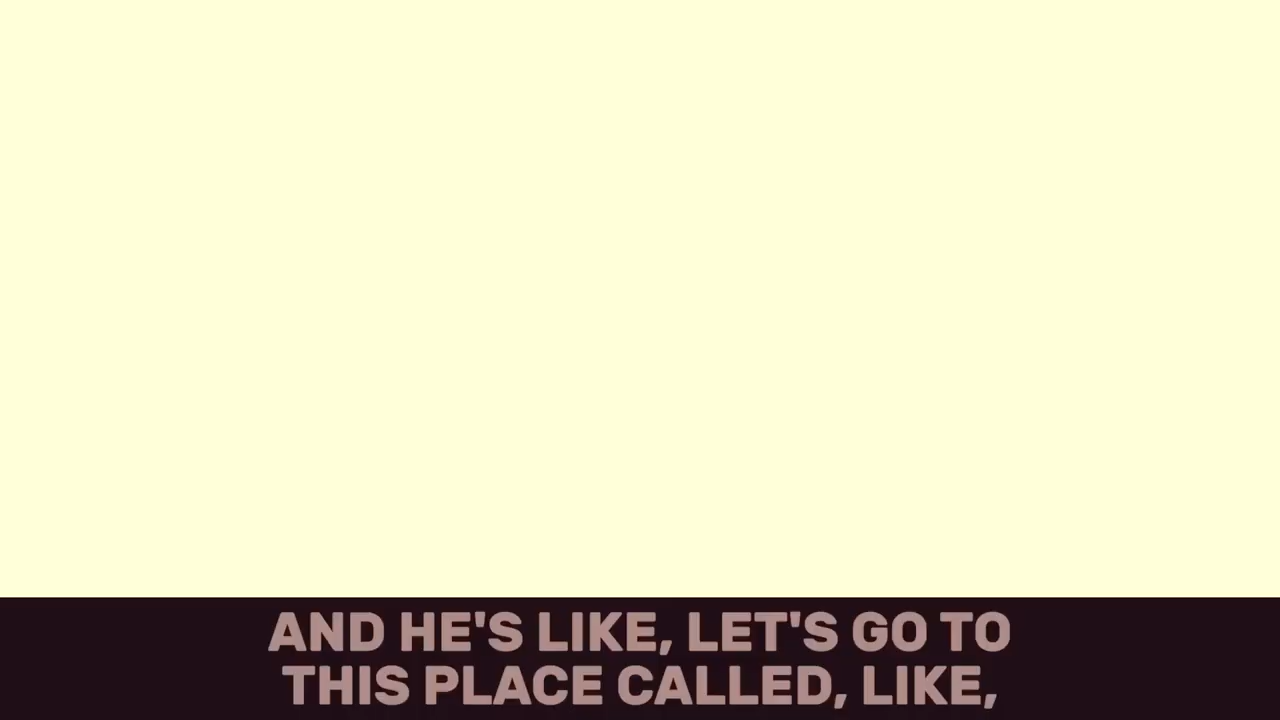 AND HE'S LIKE, LET'S GO TO
THIS PLACE CALLED, LIKE,